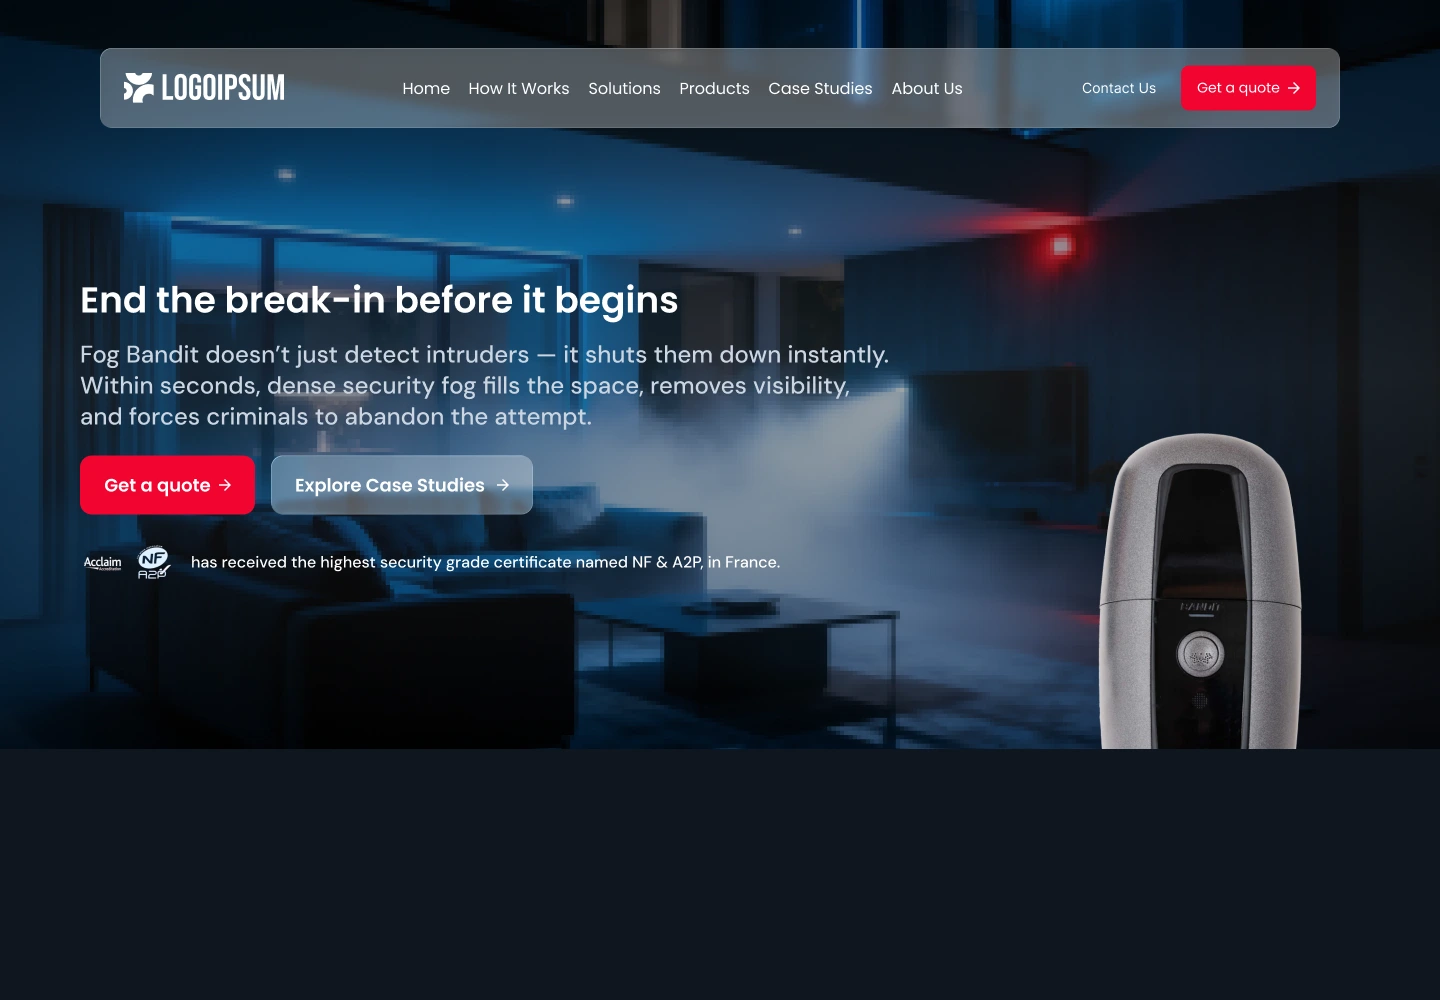 LOGOIPSUM
Home How It Works Solutions Products Case Studies About Us
Contact Us
Get a quote →
End the break-in before it begins
Fog Bandit doesn’t just detect intruders — it shuts them down instantly.
Within seconds, dense security fog fills the space, removes visibility,
and forces criminals to abandon the attempt.
Get a quote →
Explore Case Studies →
Acclaim
Accreditation
NF
A2P
has received the highest security grade certificate named NF & A2P, in France.
BANDIT